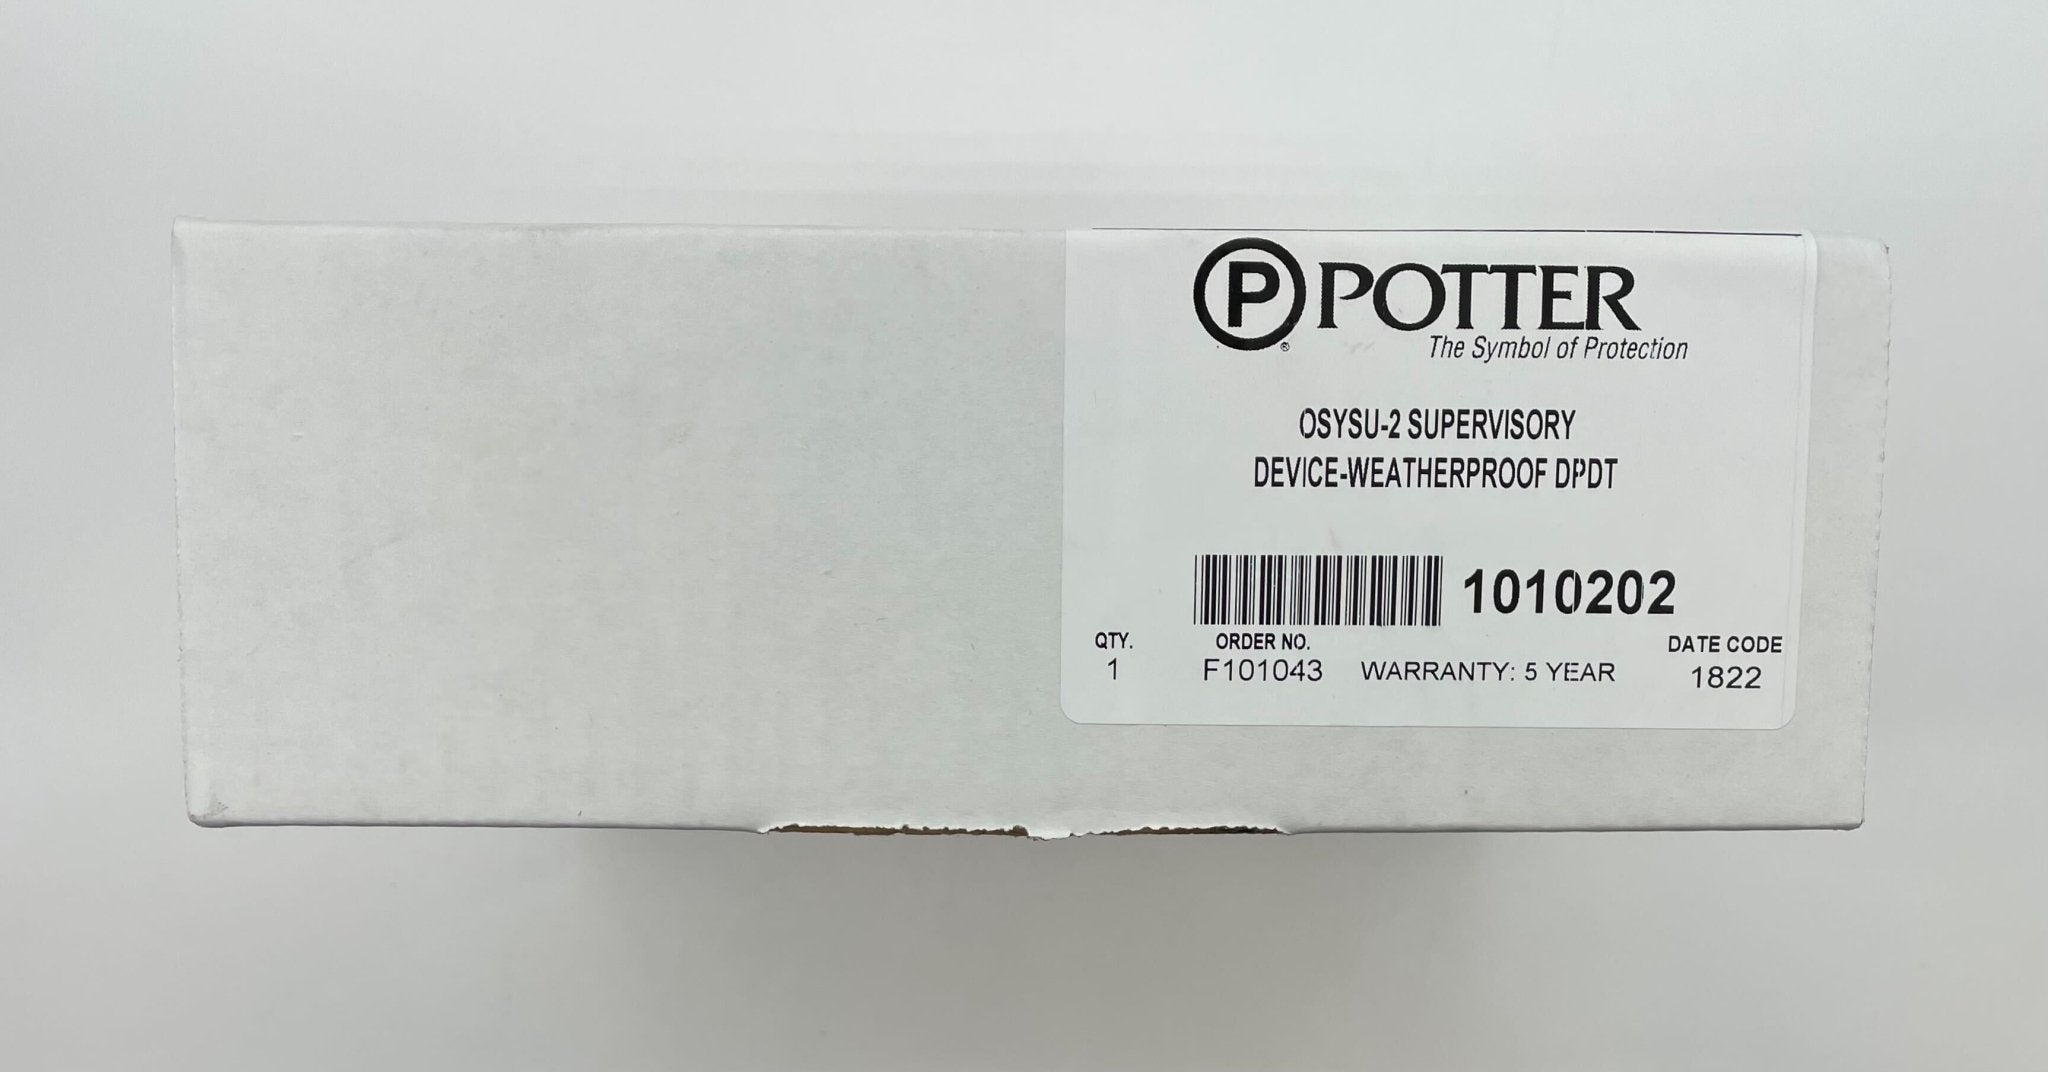 P POTTER
®
The Symbol of Protection
OSYSU-2 SUPERVISORY
DEVICE-WEATHERPROOF DPDT
1010202
QTY. ORDER NO. DATE CODE
1 F101043 WARRANTY: 5 YEAR 1822